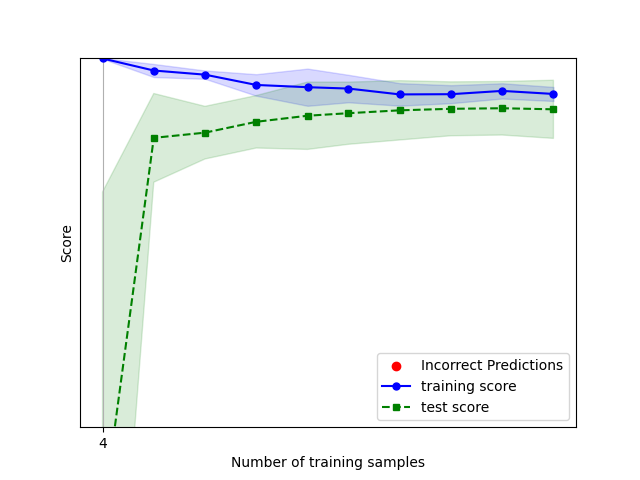 Score
Incorrect Predictions
training score
test score
4
Number of training samples